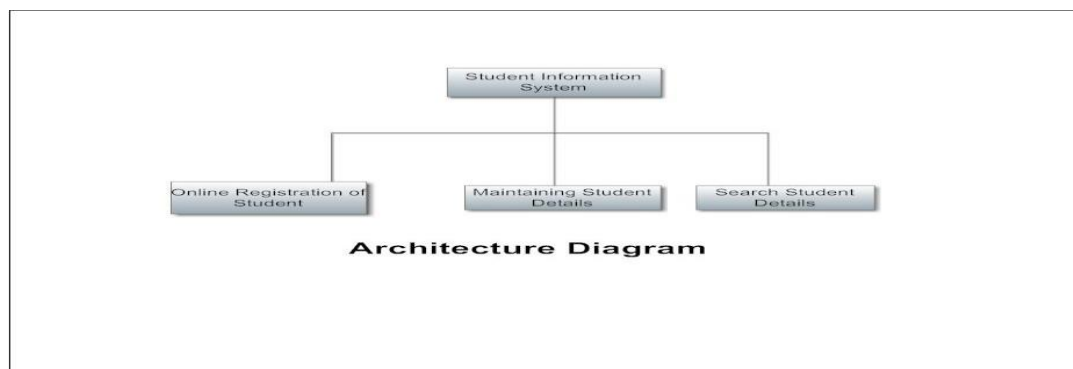 Student Information
System
Online Registration of
Student
Maintaining Student
Details
Search Student
Details
Architecture Diagram